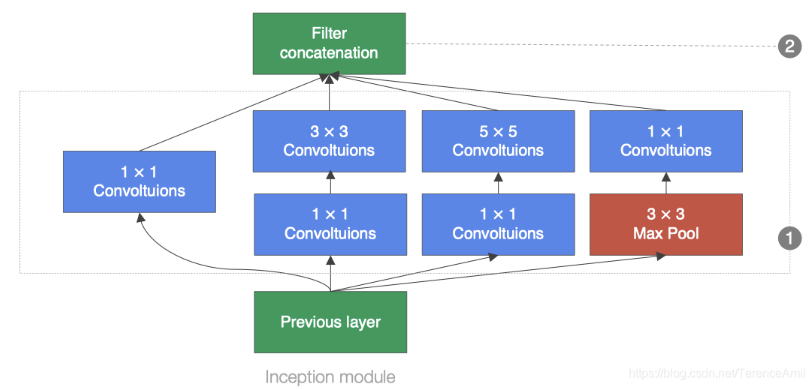 Filter
concatenation
2
3 × 3
Convoltuions
5 × 5
Convoltuions
1 × 1
Convoltuions
1 × 1
Convoltuions
1 × 1
Convoltuions
1 × 1
Convoltuions
3 × 3
Max Pool
1
Previous layer
Inception module
https://blog.csdn.net/TerenceAmil